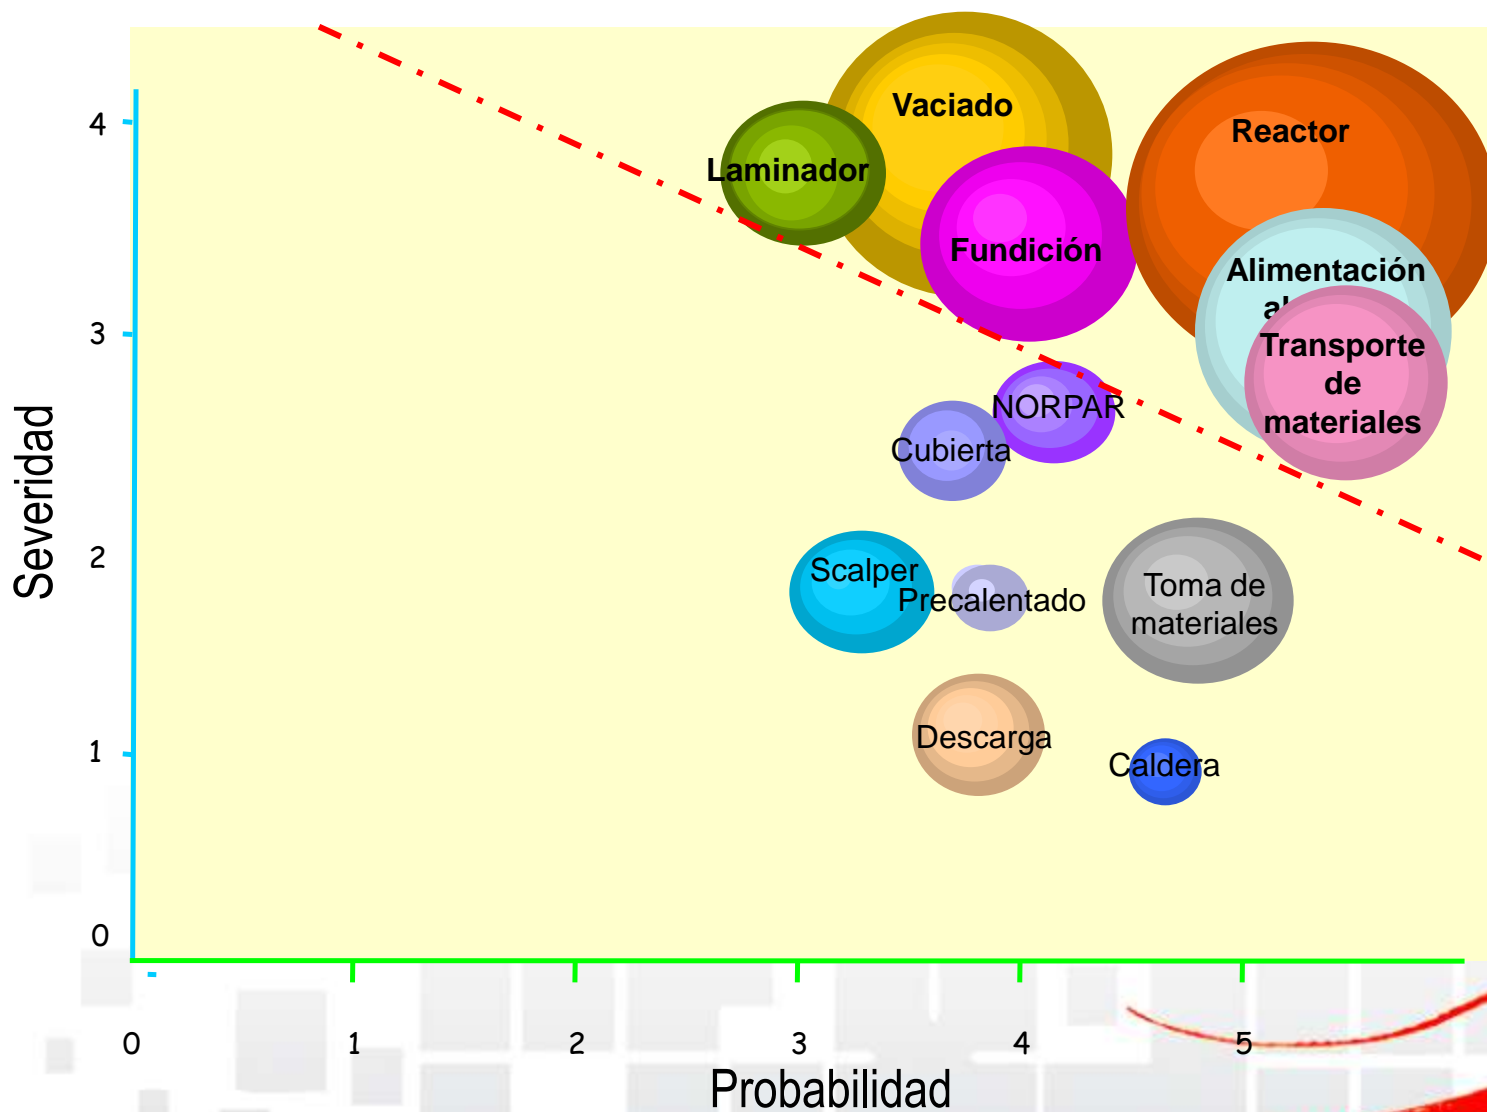 Vaciado
Reactor
4
Laminador
Fundición
Alimentación
3
Transporte
de
materiales
NORPAR
Cubierta
Severidad
2
Scalper
Precalentado
Toma de
materiales
Descarga
1
Caldera
0
0
1
2
3
4
5
Probabilidad